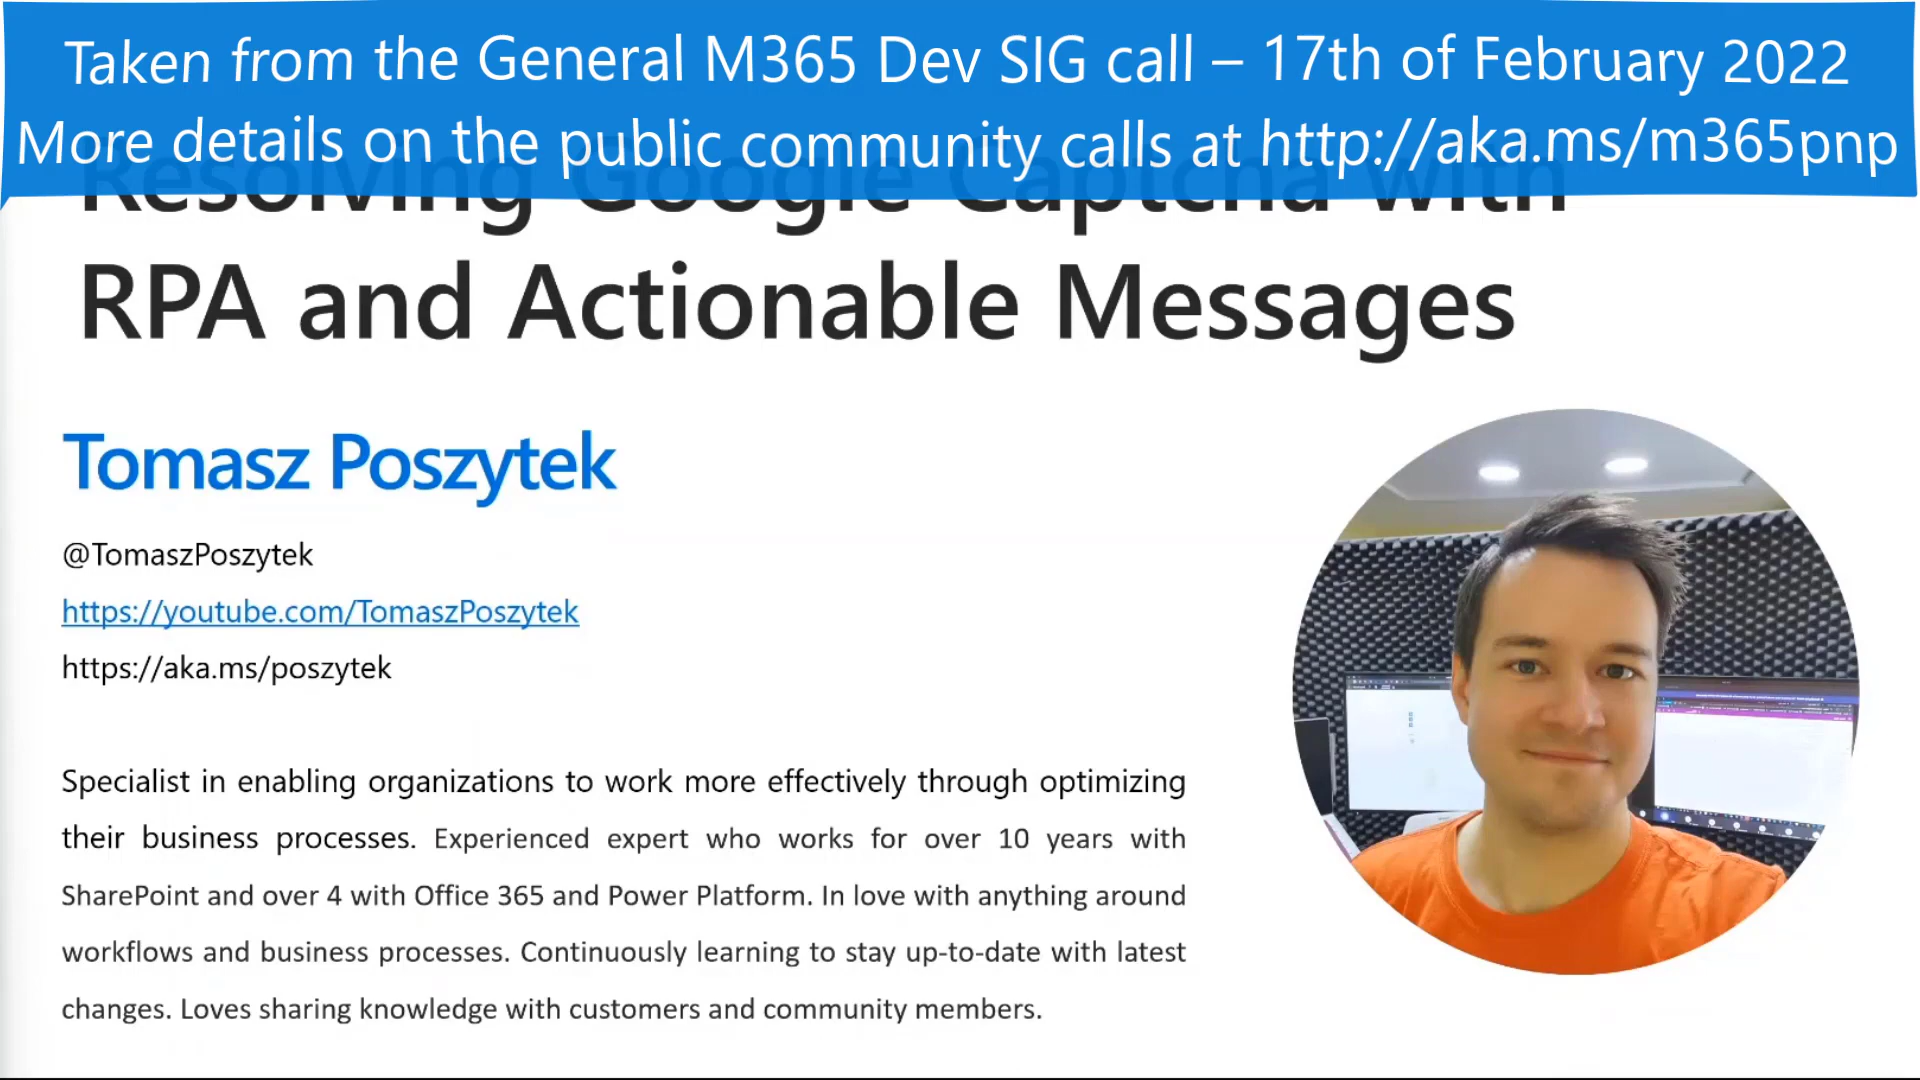 Taken from the General M365 Dev SIG call – 17th of February 2022
More details on the public community calls at http://aka.ms/m365pnp
Resolving Google Captcha with
RPA and Actionable Messages
Tomasz Poszytek
@TomaszPoszytek
https://youtube.com/TomaszPoszytek
https://aka.ms/poszytek
Specialist in enabling organizations to work more effectively through optimizing
their business processes. Experienced expert who works for over 10 years with
SharePoint and over 4 with Office 365 and Power Platform. In love with anything around
workflows and business processes. Continuously learning to stay up-to-date with latest
changes. Loves sharing knowledge with customers and community members.